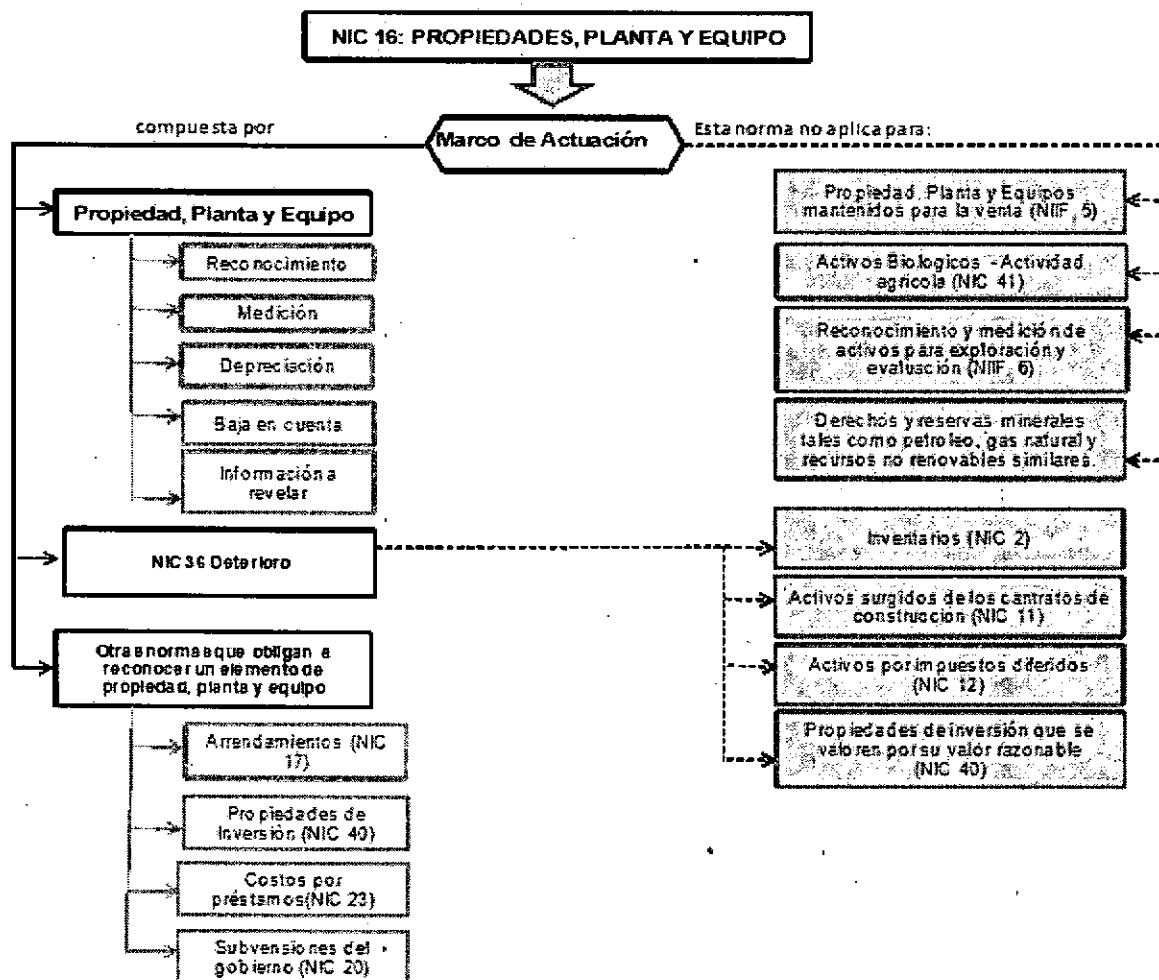 NIC 16: PROPIEDADES, PLANTA Y EQUIPO
compuesta por
Marco de Actuación
Esta norma no aplica para:
Propiedad, Planta y Equipo
Reconocimiento
Medición
Depreciación
Baja en cuenta
Información a
revelar
NIC 36 Deterioro
Otras normas que obligan a
reconocer un elemento de
propiedad, planta y equipo
Arrendamientos (NIC
17)
Propiedades de
Inversión (NIC 40)
Costos por
préstamos(NIC 23)
Subvensiones del
gobierno (NIC 20)
Propiedad, Planta y Equipos
mantenidos para la venta (NIIF 5)
Activos Biologicos - Actividad
agrícola (NIC 41)
Reconocimiento y medición de
activos para exploración y
evaluación (NIIF 6)
Derechos y reservas minerales
tales como petroleo, gas natural y
recursos no renovables similares.
Inventarios (NIC 2)
Activos surgidos de los contratos de
construcción (NIC 11)
Activos por impuestos diferidos
(NIC 12)
Propiedades de inversión que se
valoren por su valor razonable
(NIC 40)